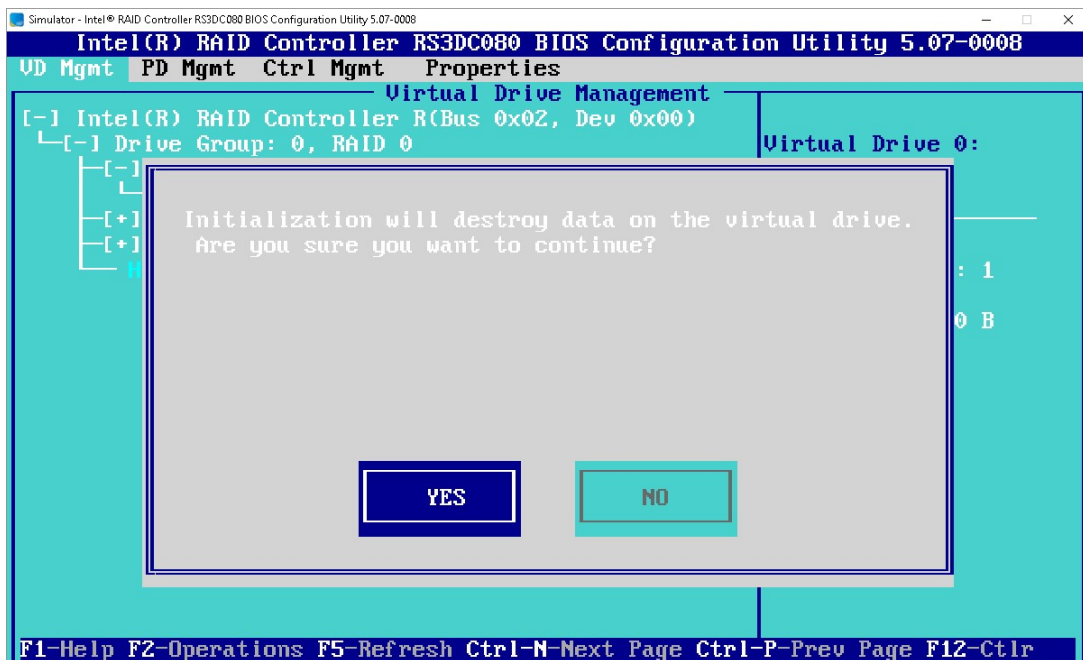 Simulator - Intel® RAID Controller RS3DC080 BIOS Configuration Utility 5.07-0008
Intel(R) RAID Controller RS3DC080 BIOS Configuration Utility 5.07-0008
VD Mgmt PD Mgmt Ctrl Mgmt Properties
Virtual Drive Management
[-] Intel(R) RAID Controller R(Bus 0x02, Dev 0x00)
[-] Drive Group: 0, RAID 0
Virtual Drive 0:
[-]
Initialization will destroy data on the virtual drive.
[+]
Are you sure you want to continue?
[+]
H
: 1
0 B
YES NO
F1-Help F2-Operations F5-Refresh Ctrl-N-Next Page Ctrl-P-Prev Page F12-Ctlr